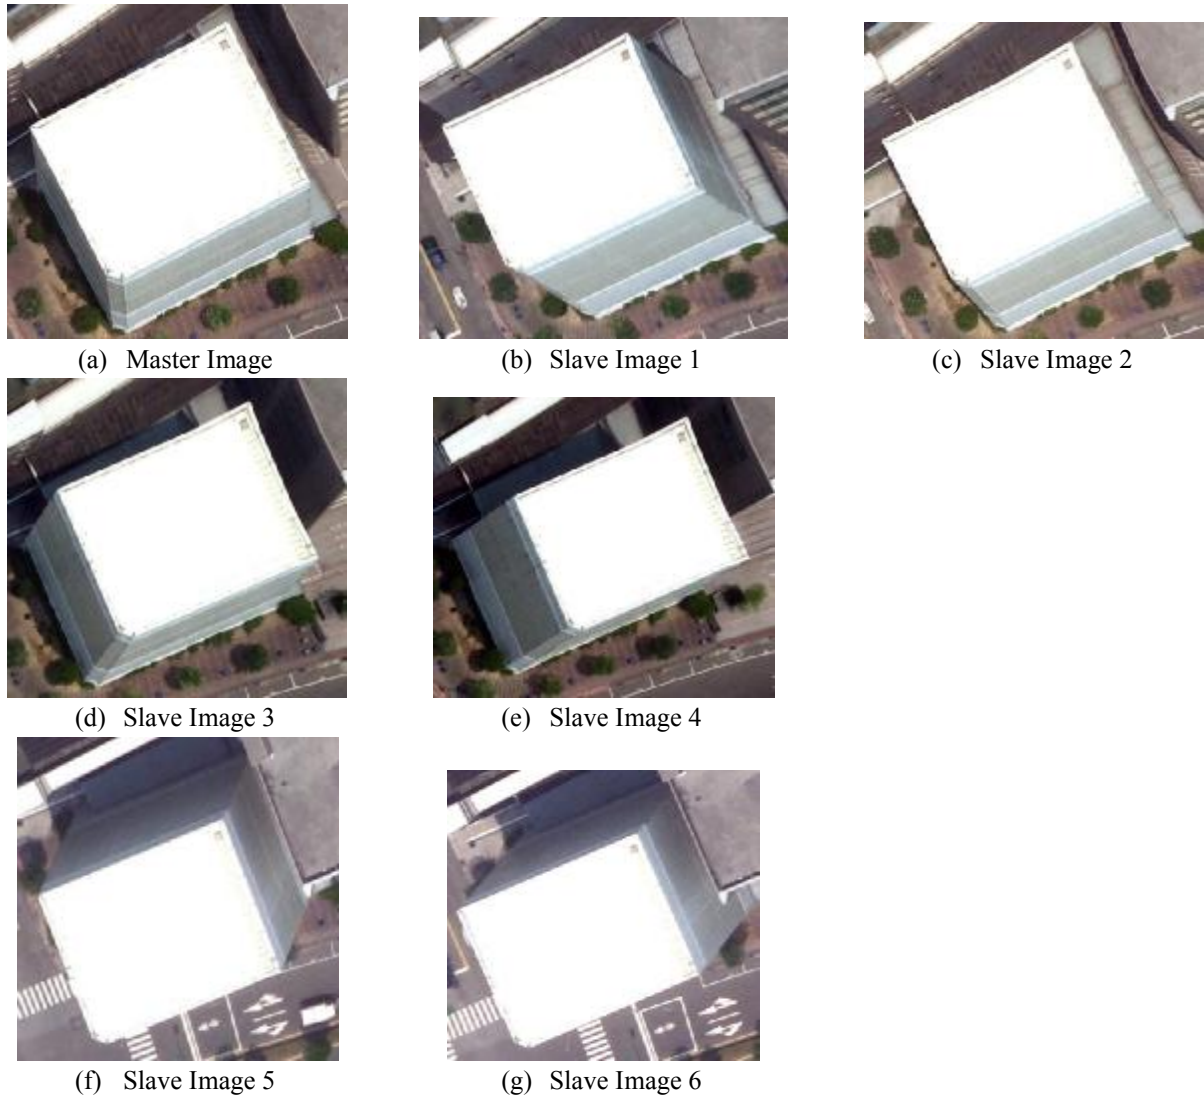 (a) Master Image
(b) Slave Image 1
(c) Slave Image 2
(d) Slave Image 3
(e) Slave Image 4
(f) Slave Image 5
(g) Slave Image 6